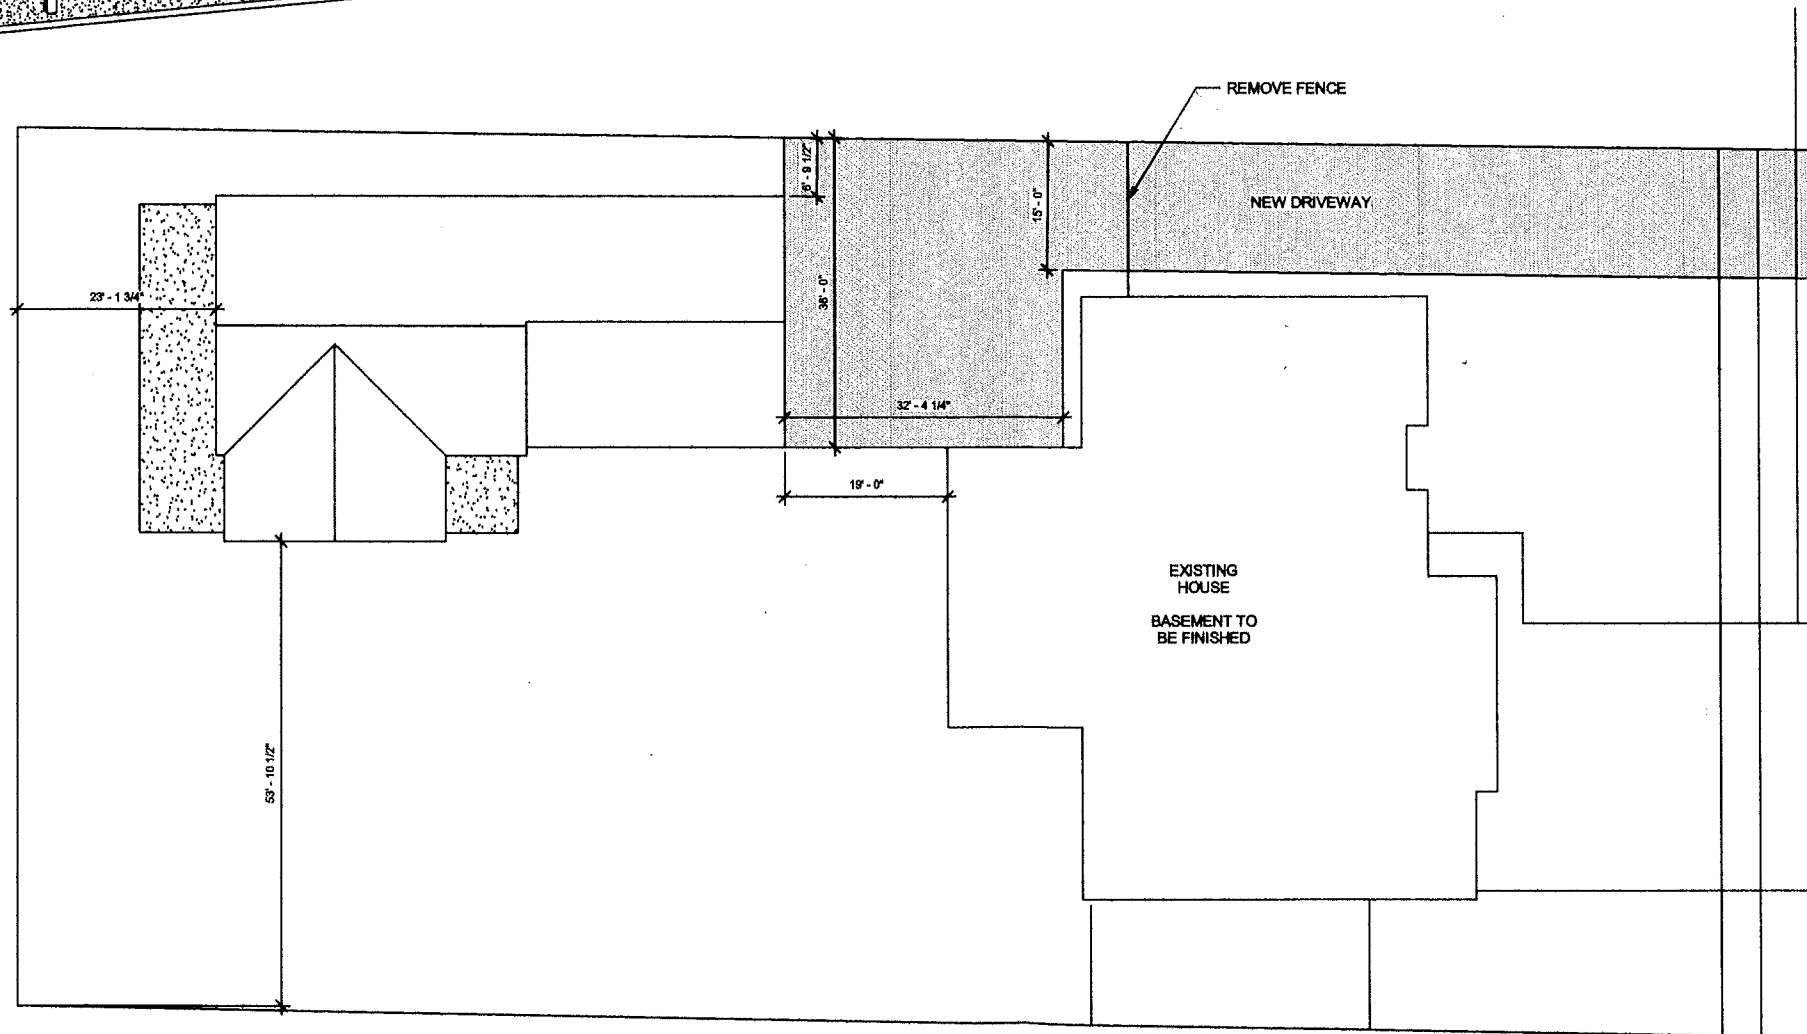 REMOVE FENCE
6' - 9 1/2"
15' - 0"
NEW DRIVEWAY
23' - 1 3/4"
36' - 0"
32' - 4 1/4"
19' - 0"
EXISTING
HOUSE
BASEMENT TO
BE FINISHED
53' - 10 1/2"